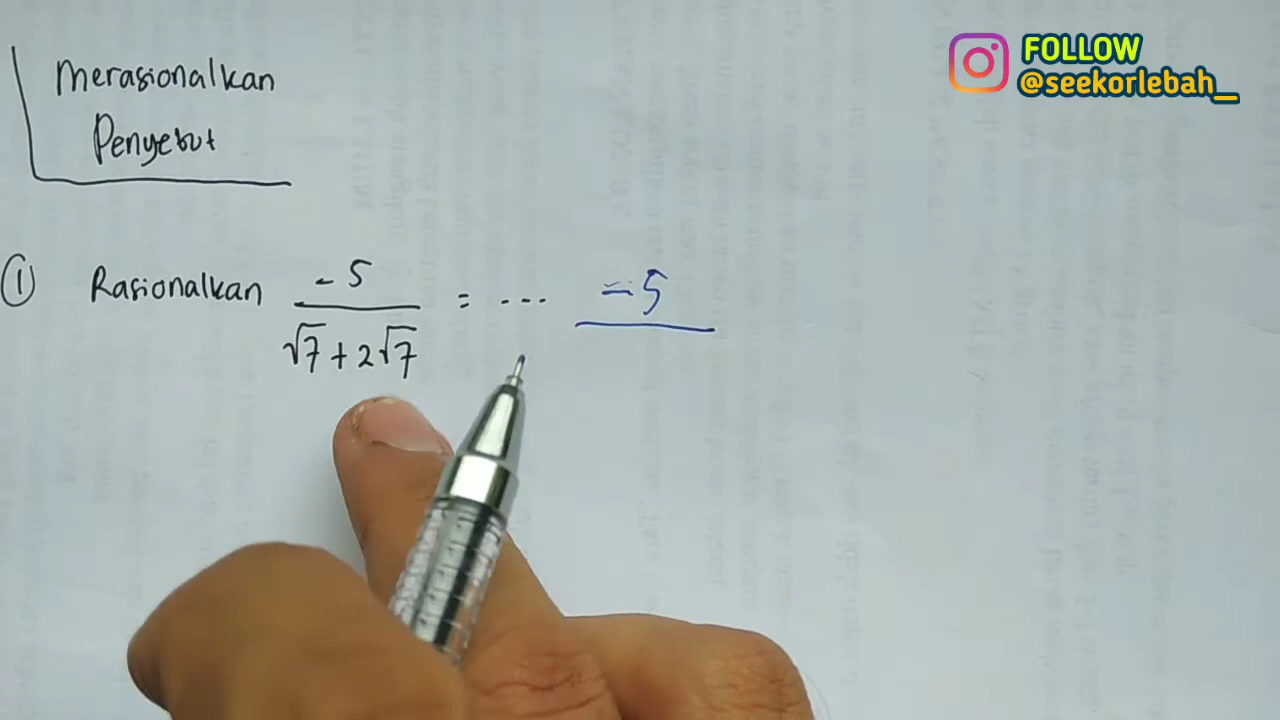 Merasionalkan
Penyebut
FOLLOW
@seekorlebah_
① Rasionalkan -5 / √7 + 2√7 = ... -5